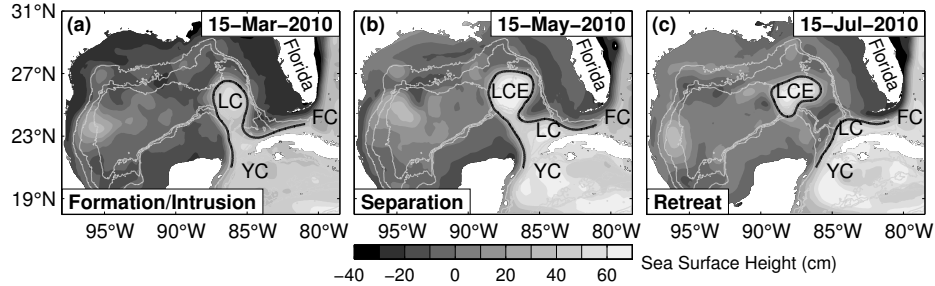 31°N
27°N
23°N
19°N
(a)
15-Mar-2010
Florida
LC
FC
YC
Formation/Intrusion
95°W
90°W
85°W
80°W
(b)
15-May-2010
Florida
LCE
LC
FC
YC
Separation
95°W
90°W
85°W
80°W
(c)
15-Jul-2010
Florida
LCE
LC
FC
YC
Retreat
95°W
90°W
85°W
80°W
−40
−20
0
20
40
60
Sea Surface Height (cm)